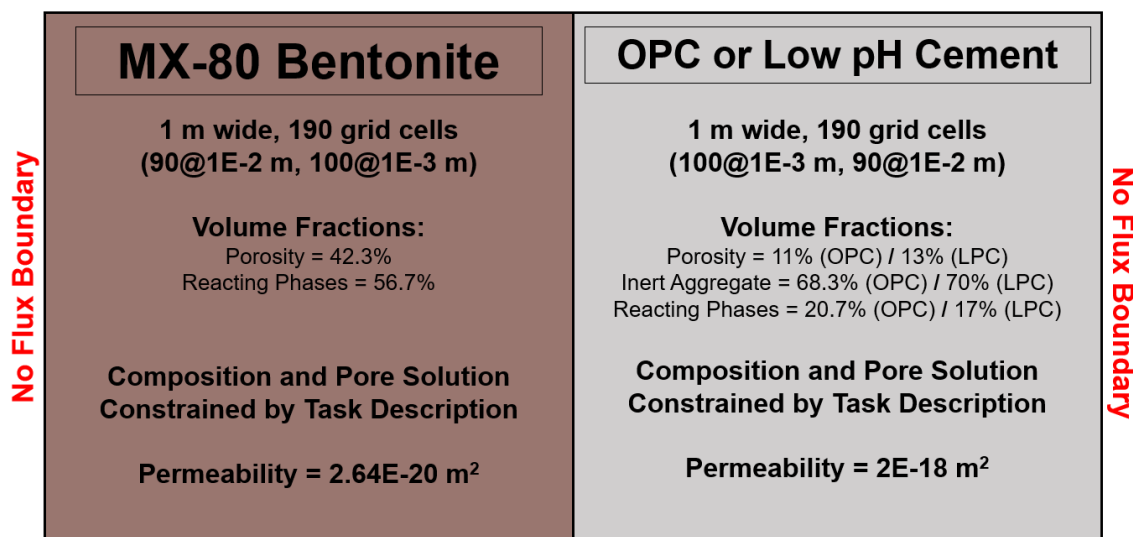 No Flux Boundary
MX-80 Bentonite
1 m wide, 190 grid cells
(90@1E-2 m, 100@1E-3 m)
Volume Fractions:
Porosity = 42.3%
Reacting Phases = 56.7%
Composition and Pore Solution
Constrained by Task Description
Permeability = 2.64E-20 m²
OPC or Low pH Cement
1 m wide, 190 grid cells
(100@1E-3 m, 90@1E-2 m)
Volume Fractions:
Porosity = 11% (OPC) / 13% (LPC)
Inert Aggregate = 68.3% (OPC) / 70% (LPC)
Reacting Phases = 20.7% (OPC) / 17% (LPC)
Composition and Pore Solution
Constrained by Task Description
Permeability = 2E-18 m²
No Flux Boundary